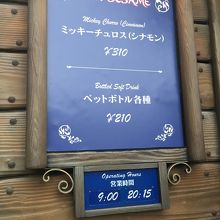 Mickey Churro (Cinnamon)
ミッキーチュロス(シナモン)
¥310
Bottled Soft Drink
ペットボトル各種
¥210
Operating Hours
営業時間
9:00 20:15